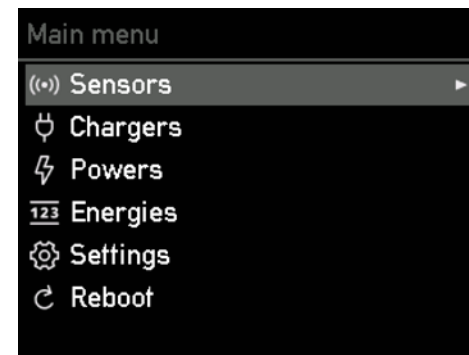 Main menu
Sensors
Chargers
Powers
123 Energies
Settings
Reboot